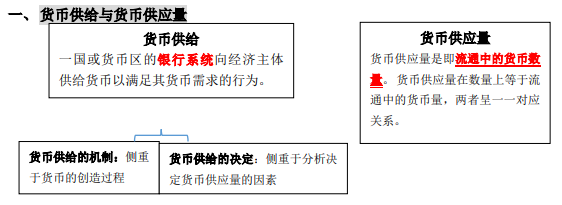 一、货币供给与货币供应量
货币供给
一国或货币区的银行系统向经济主体
供给货币以满足其货币需求的行为。
货币供应量
货币供应量是即流通中的货币数
量。货币供应量在数量上等于流
通中的货币量，两者呈一一对应
关系。
货币供给的机制：侧重
于货币的创造过程
货币供给的决定：侧重于分析决
定货币供应量的因素